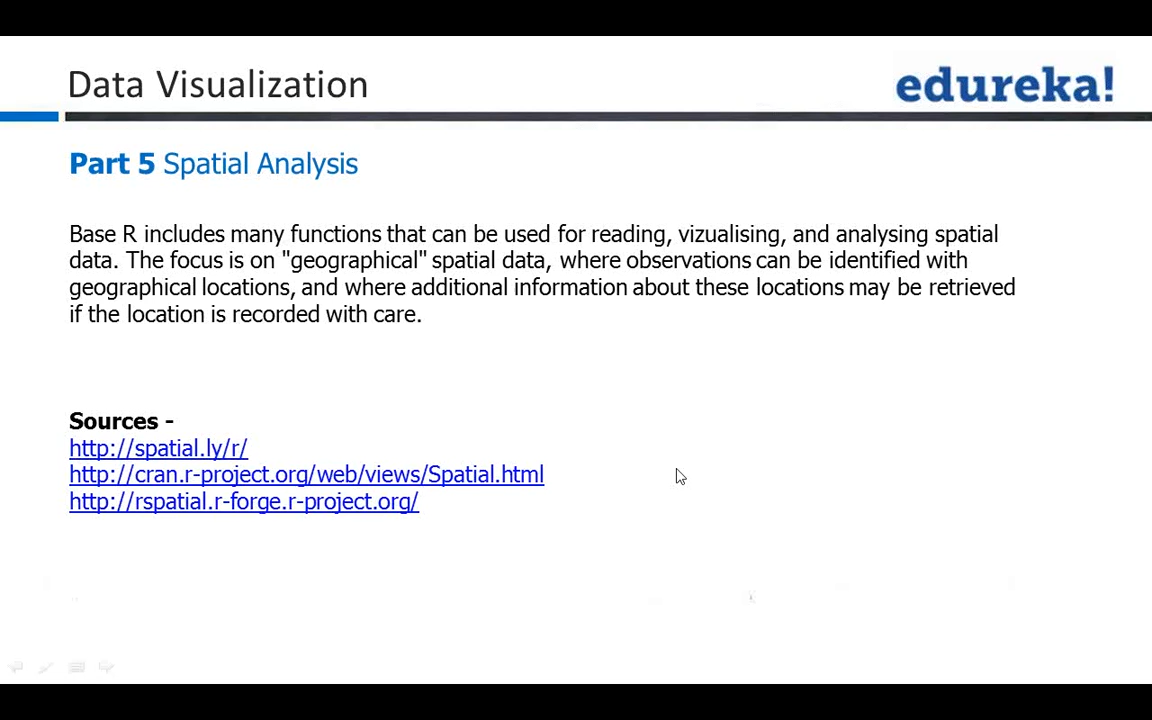 Data Visualization
edureka!
Part 5 Spatial Analysis
Base R includes many functions that can be used for reading, vizualising, and analysing spatial
data. The focus is on "geographical" spatial data, where observations can be identified with
geographical locations, and where additional information about these locations may be retrieved
if the location is recorded with care.
Sources -
http://spatial.ly/r/
http://cran.r-project.org/web/views/Spatial.html
http://rspatial.r-forge.r-project.org/